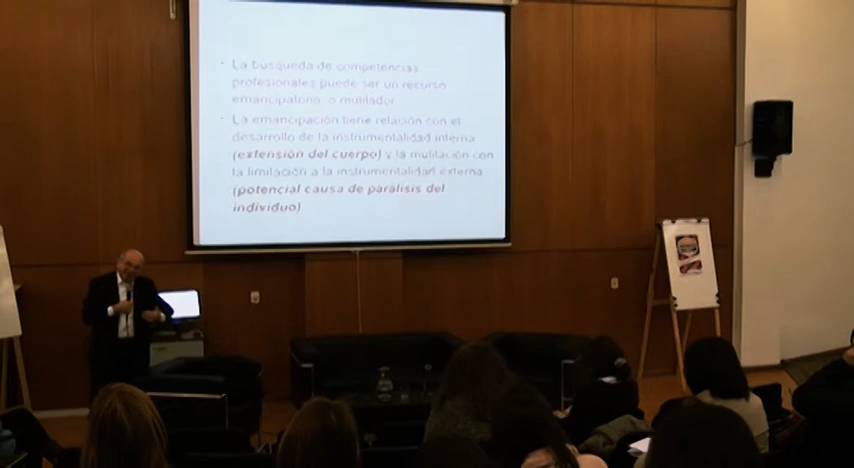 La busqueda de competencias
profesionales puede ser un recurso
emancipatorio o mutilador
La emancipación tiene relación con el
desarrollo de la instrumentalidad interna
(extensión del cuerpo) y la mutilación con
la limitación a la instrumentalidad externa
(potencial causa de paralisis del
individuo)